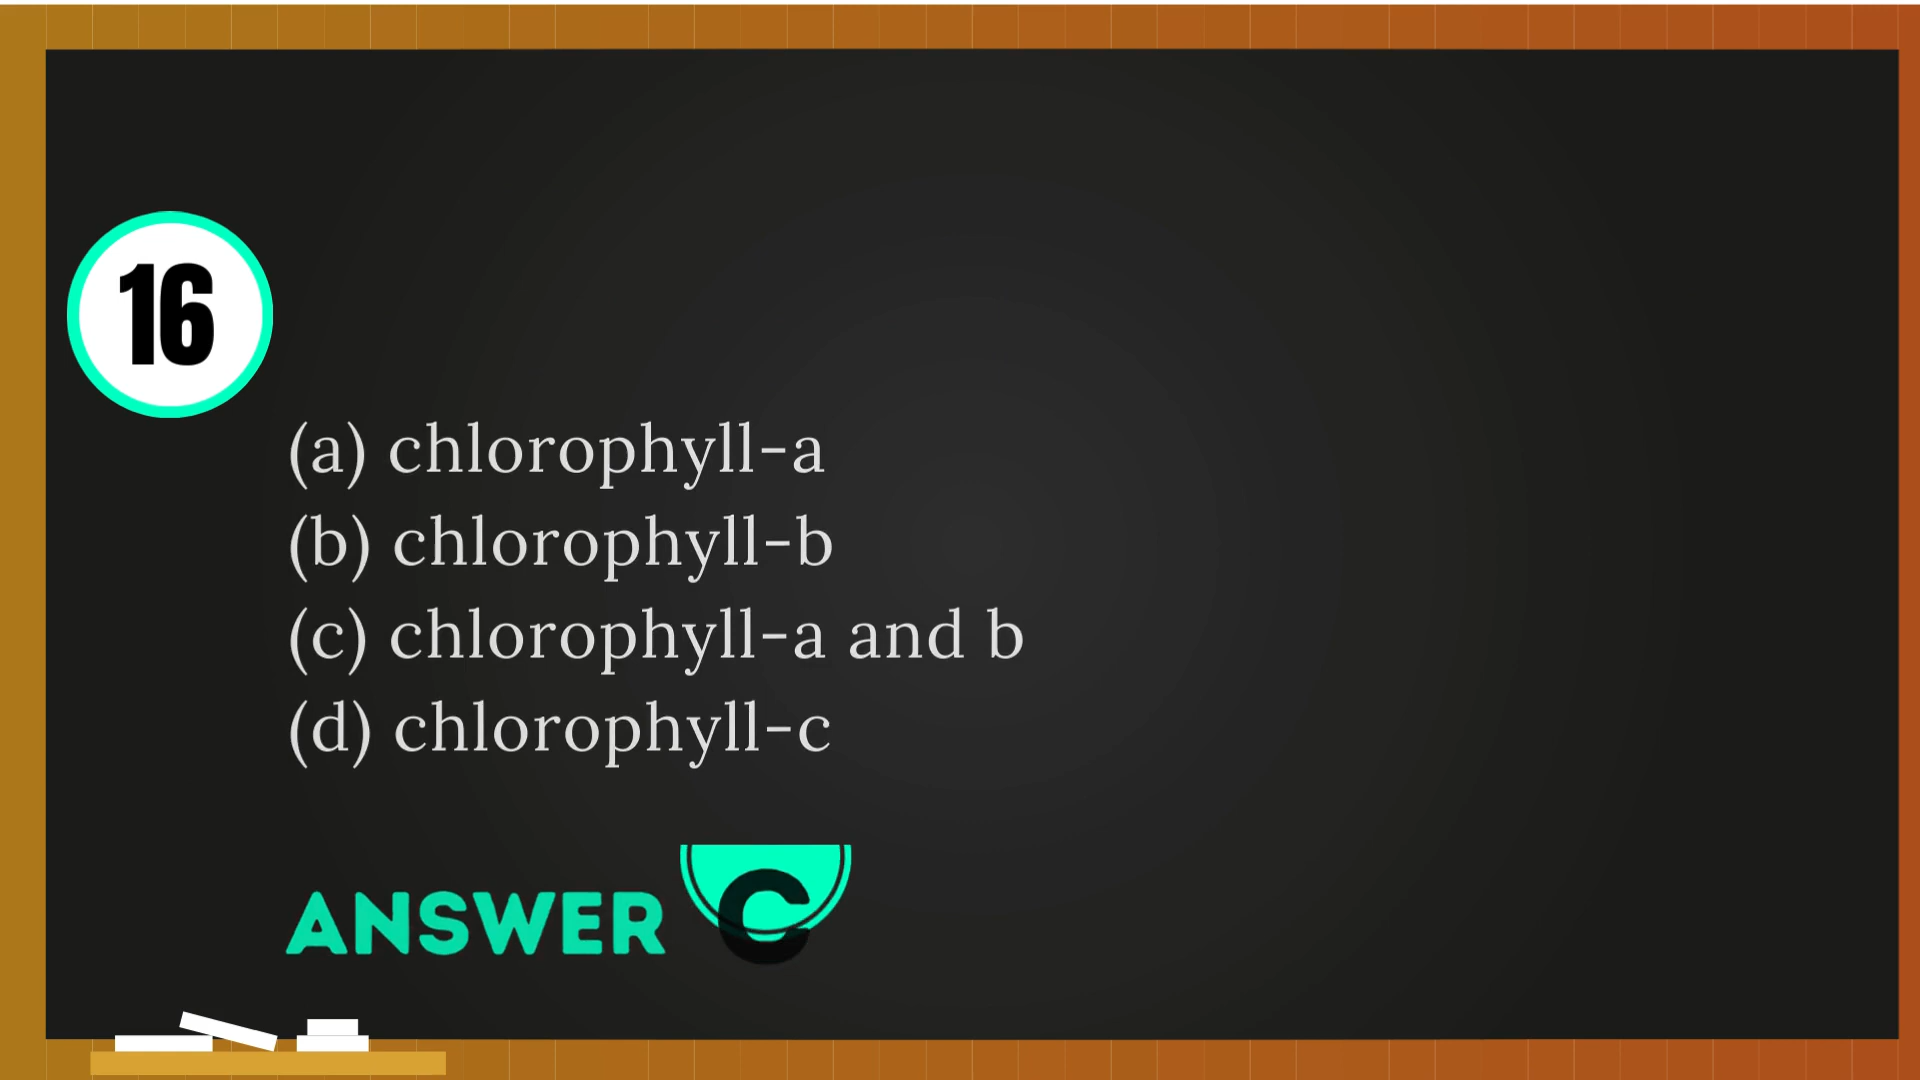 16
(a) chlorophyll-a
(b) chlorophyll-b
(c) chlorophyll-a and b
(d) chlorophyll-c
ANSWER C